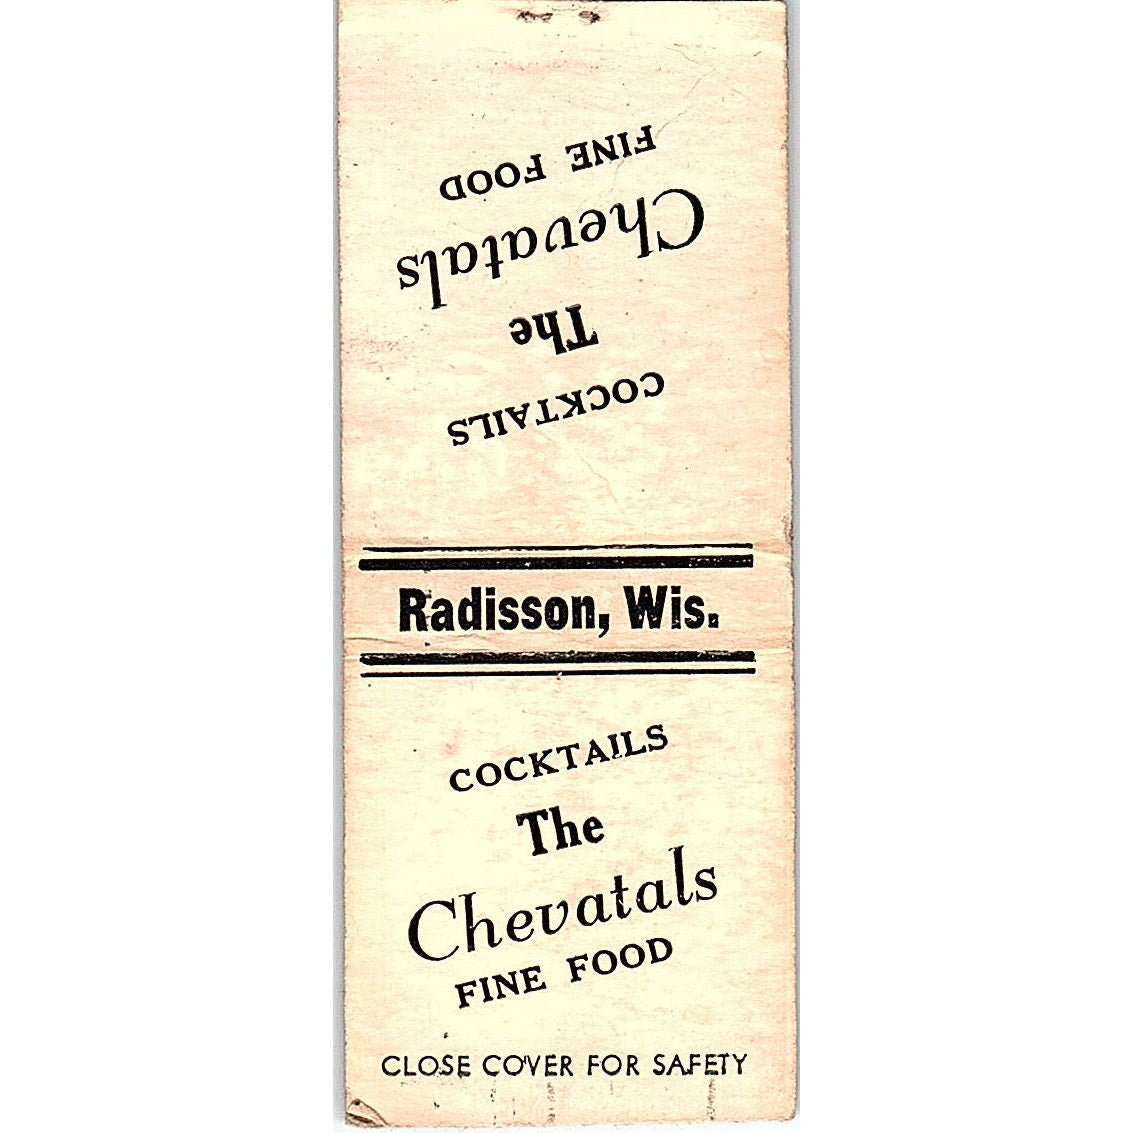 FINE FOOD
Chevatals
The
COCKTAILS
Radisson, Wis.
COCKTAILS
The
Chevatals
FINE FOOD
CLOSE COVER FOR SAFETY